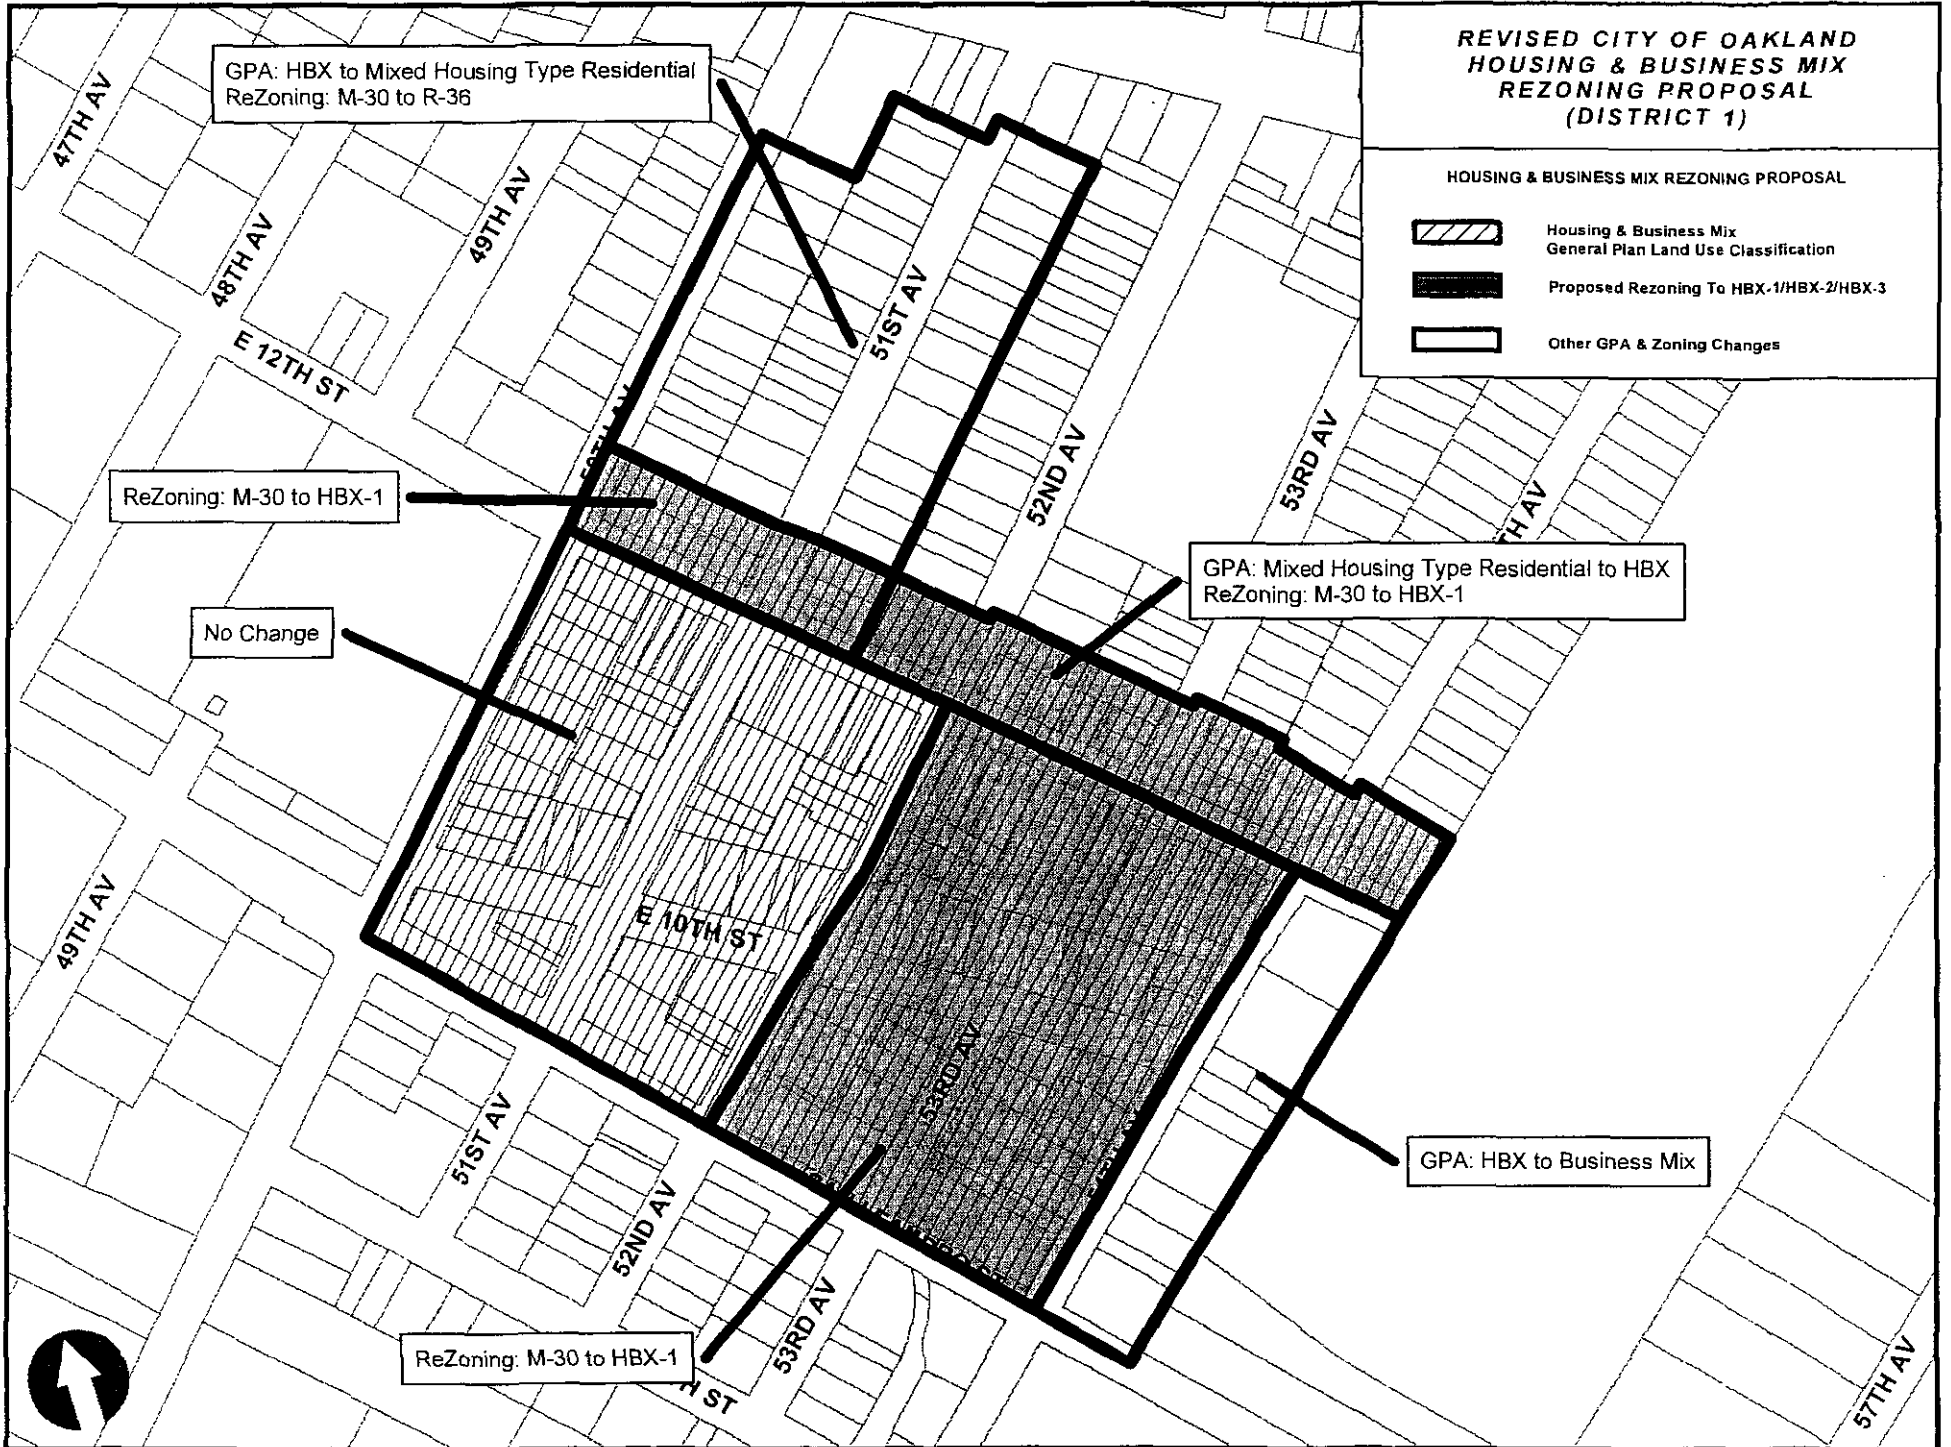 REVISED CITY OF OAKLAND
HOUSING & BUSINESS MIX
REZONING PROPOSAL
(DISTRICT 1)
HOUSING & BUSINESS MIX REZONING PROPOSAL
Housing & Business Mix
General Plan Land Use Classification
Proposed Rezoning To HBX-1/HBX-2/HBX-3
Other GPA & Zoning Changes
GPA: HBX to Mixed Housing Type Residential
ReZoning: M-30 to R-36
47TH AV
48TH AV
49TH AV
E 12TH ST
51ST AV
52ND AV
53RD AV
TH AV
ReZoning: M-30 to HBX-1
GPA: Mixed Housing Type Residential to HBX
ReZoning: M-30 to HBX-1
No Change
49TH AV
E 10TH ST
53RD AV
51ST AV
52ND AV
53RD AV
GPA: HBX to Business Mix
ReZoning: M-30 to HBX-1
TH ST
57TH AV